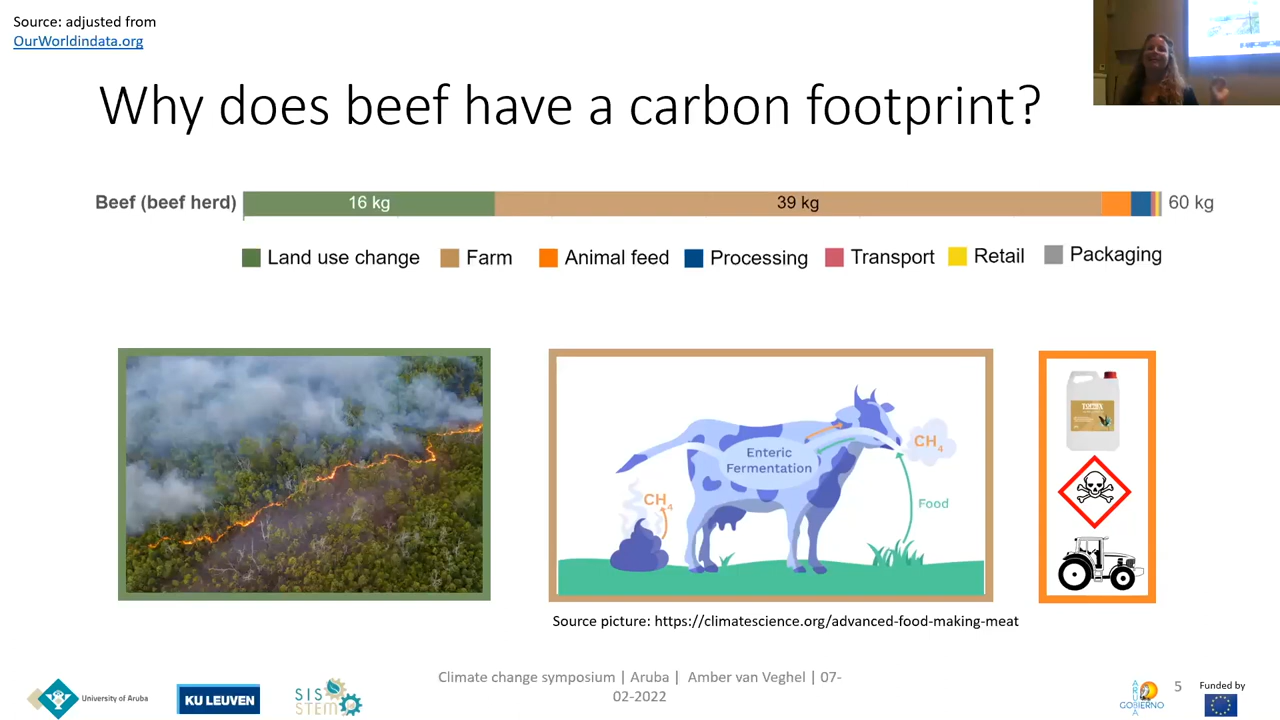 Source: adjusted from
OurWorldindata.org
Why does beef have a carbon footprint?
Beef (beef herd)
16 kg
39 kg
60 kg
Land use change
Farm
Animal feed
Processing
Transport
Retail
Packaging
Enteric
Fermentation
CH4
CH4
Food
Source picture: https://climatescience.org/advanced-food-making-meat
University of Aruba
KU LEUVEN
SIS
STEM
Climate change symposium | Aruba | Amber van Veghel | 07-
02-2022
ARUBA
GOBIERNO
5
Funded by